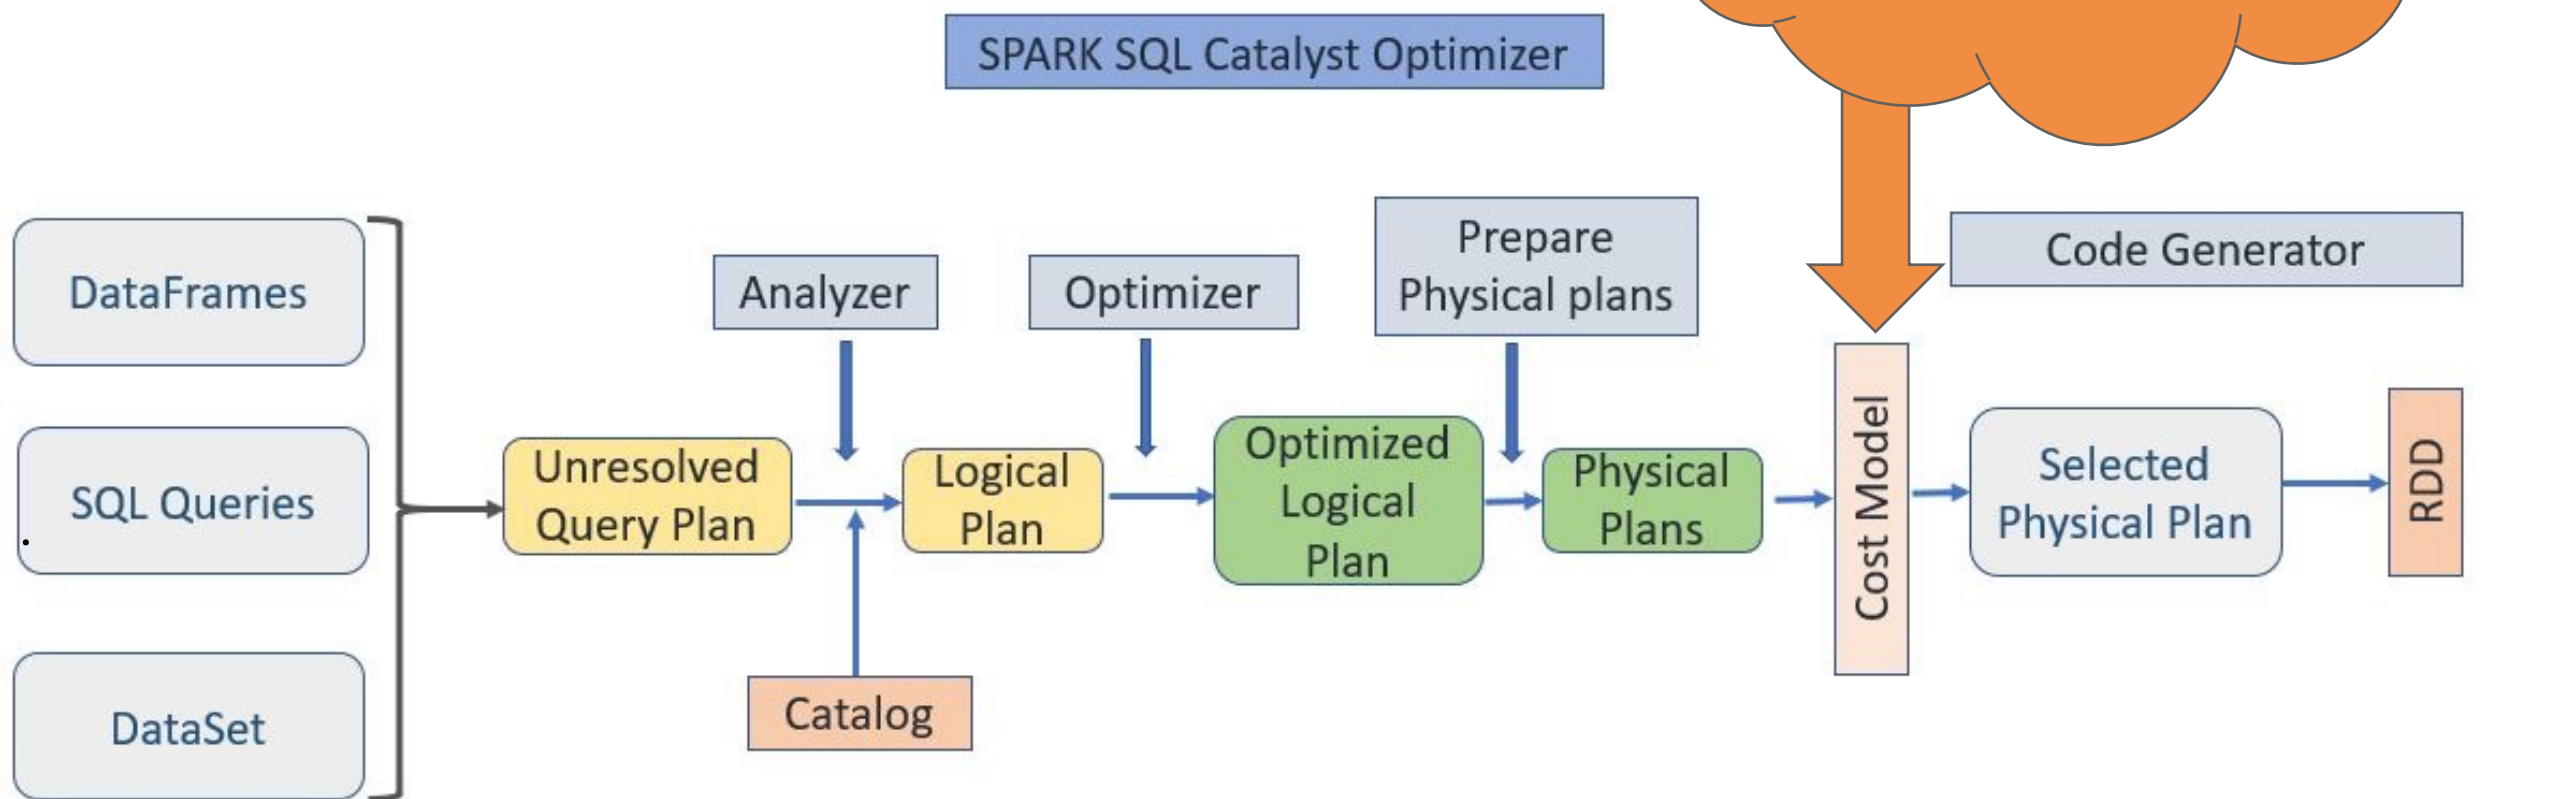 SPARK SQL Catalyst Optimizer
DataFrames
SQL Queries
DataSet
Unresolved
Query Plan
Analyzer
Catalog
Logical
Plan
Optimizer
Optimized
Logical
Plan
Prepare
Physical plans
Physical
Plans
Cost Model
Code Generator
Selected
Physical Plan
RDD